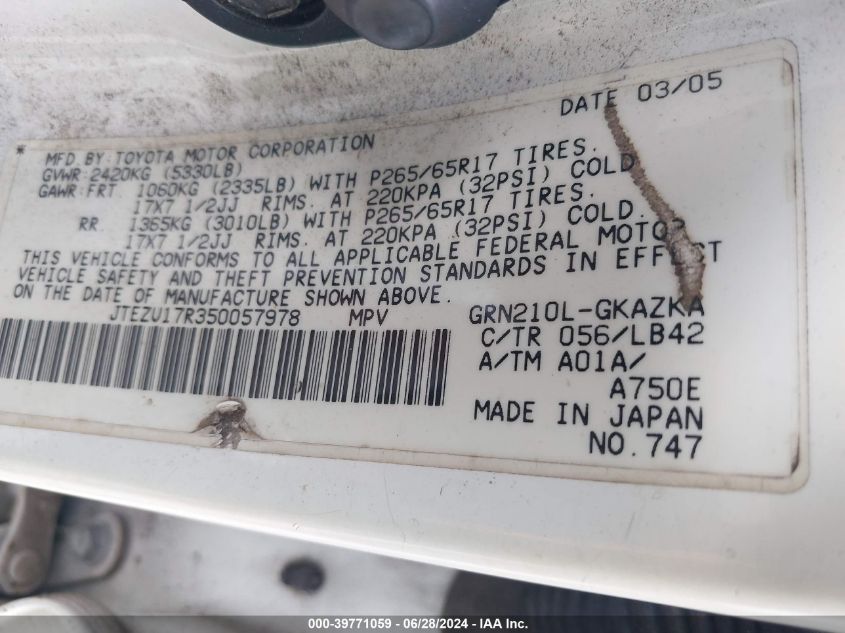 DATE 03/05
MFD.BY:TOYOTA MOTOR CORPORATION
GVWR:2420KG (5330LB)
GAWR:FRT 1060KG (2335LB) WITH P265/65R17 TIRES.
17X7 1/2JJ RIMS. AT 220KPA (32PSI) COLD
RR 1365KG (3010LB) WITH P265/65R17 TIRES.
17X7 1/2JJ RIMS. AT 220KPA (32PSI) COLD.
THIS VEHICLE CONFORMS TO ALL APPLICABLE FEDERAL MOTOR
VEHICLE SAFETY AND THEFT PREVENTION STANDARDS IN EFFECT
ON THE DATE OF MANUFACTURE SHOWN ABOVE.
JTEZU17R350057978 MPV GRN210L-GKAZKA
C/TR 056/LB42
A/TM A01A/
A750E
MADE IN JAPAN
NO.747
000-39771059 - 06/28/2024 - IAA Inc.